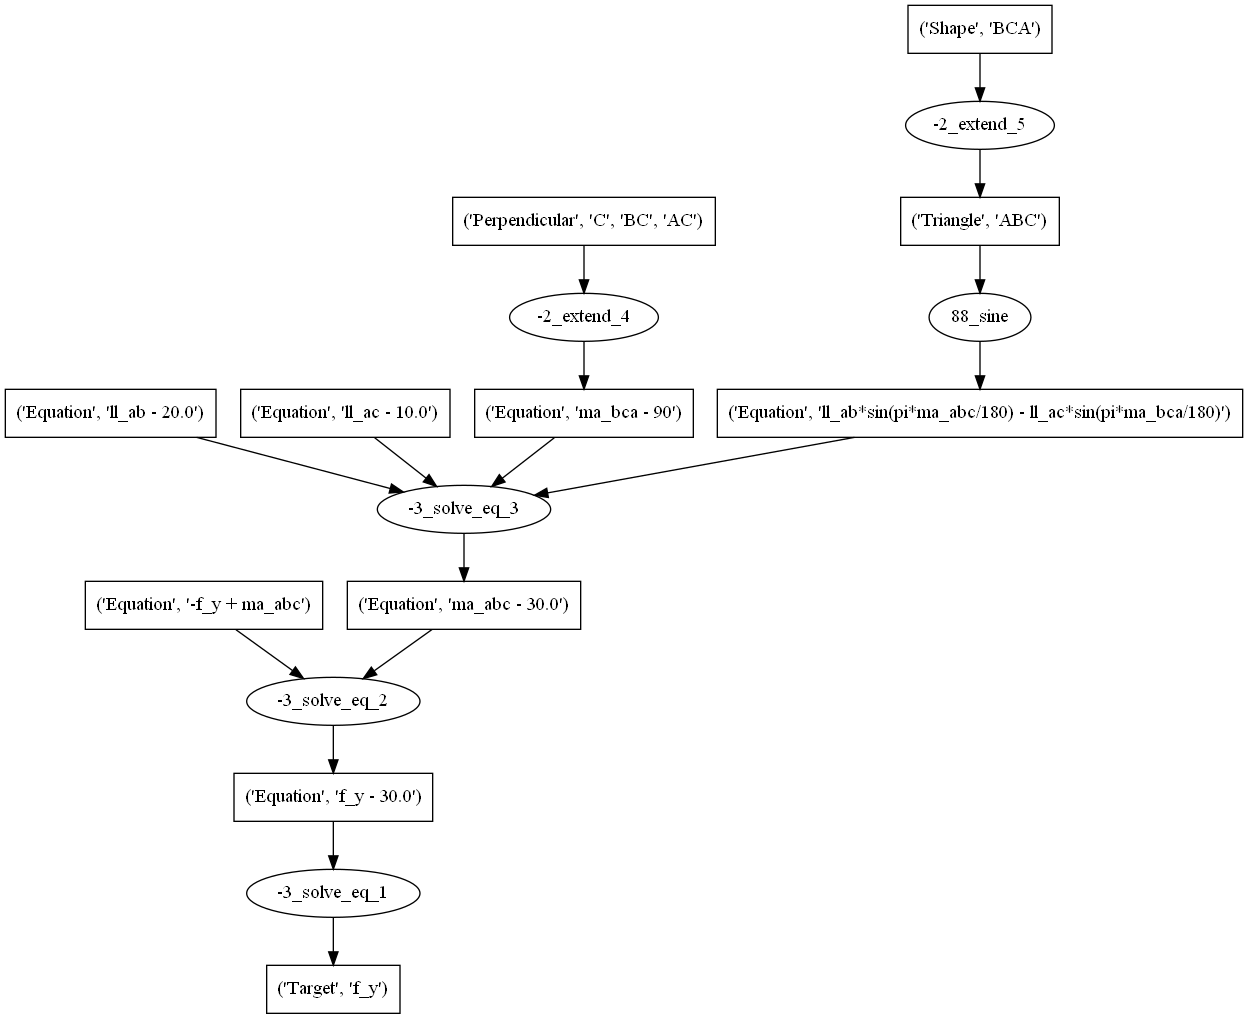 ('Shape', 'BCA')
-2_extend_5
('Perpendicular', 'C', 'BC', 'AC')
('Triangle', 'ABC')
-2_extend_4
88_sine
('Equation', 'll_ab - 20.0')
('Equation', 'll_ac - 10.0')
('Equation', 'ma_bca - 90')
('Equation', 'll_ab*sin(pi*ma_abc/180) - ll_ac*sin(pi*ma_bca/180)')
-3_solve_eq_3
('Equation', '-f_y + ma_abc')
('Equation', 'ma_abc - 30.0')
-3_solve_eq_2
('Equation', 'f_y - 30.0')
-3_solve_eq_1
('Target', 'f_y')